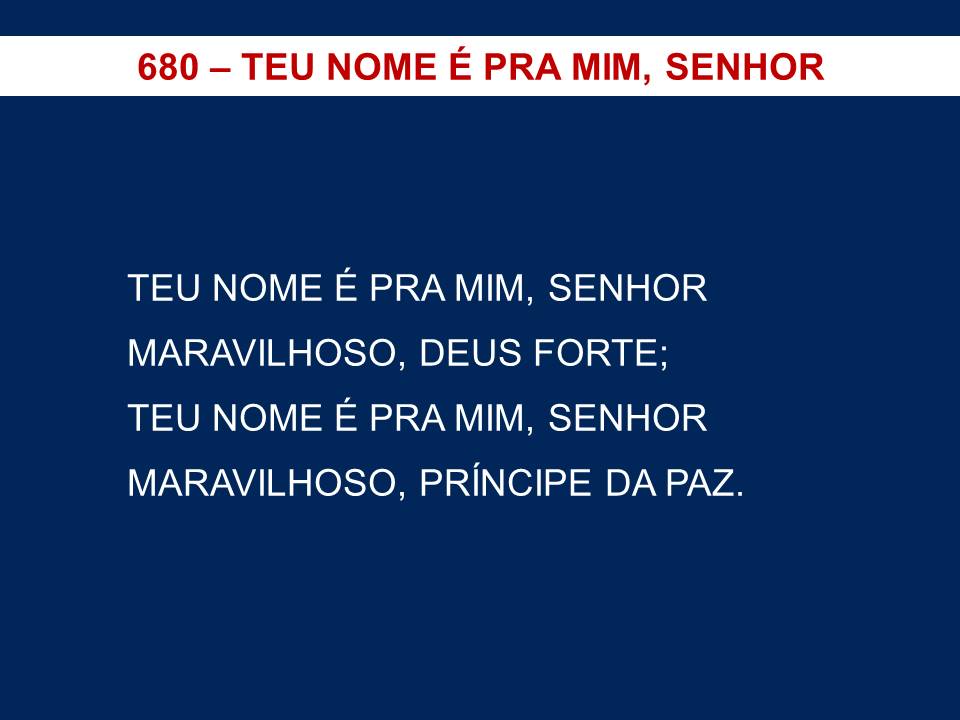 680 – TEU NOME É PRA MIM, SENHOR
TEU NOME É PRA MIM, SENHOR
MARAVILHOSO, DEUS FORTE;
TEU NOME É PRA MIM, SENHOR
MARAVILHOSO, PRÍNCIPE DA PAZ.